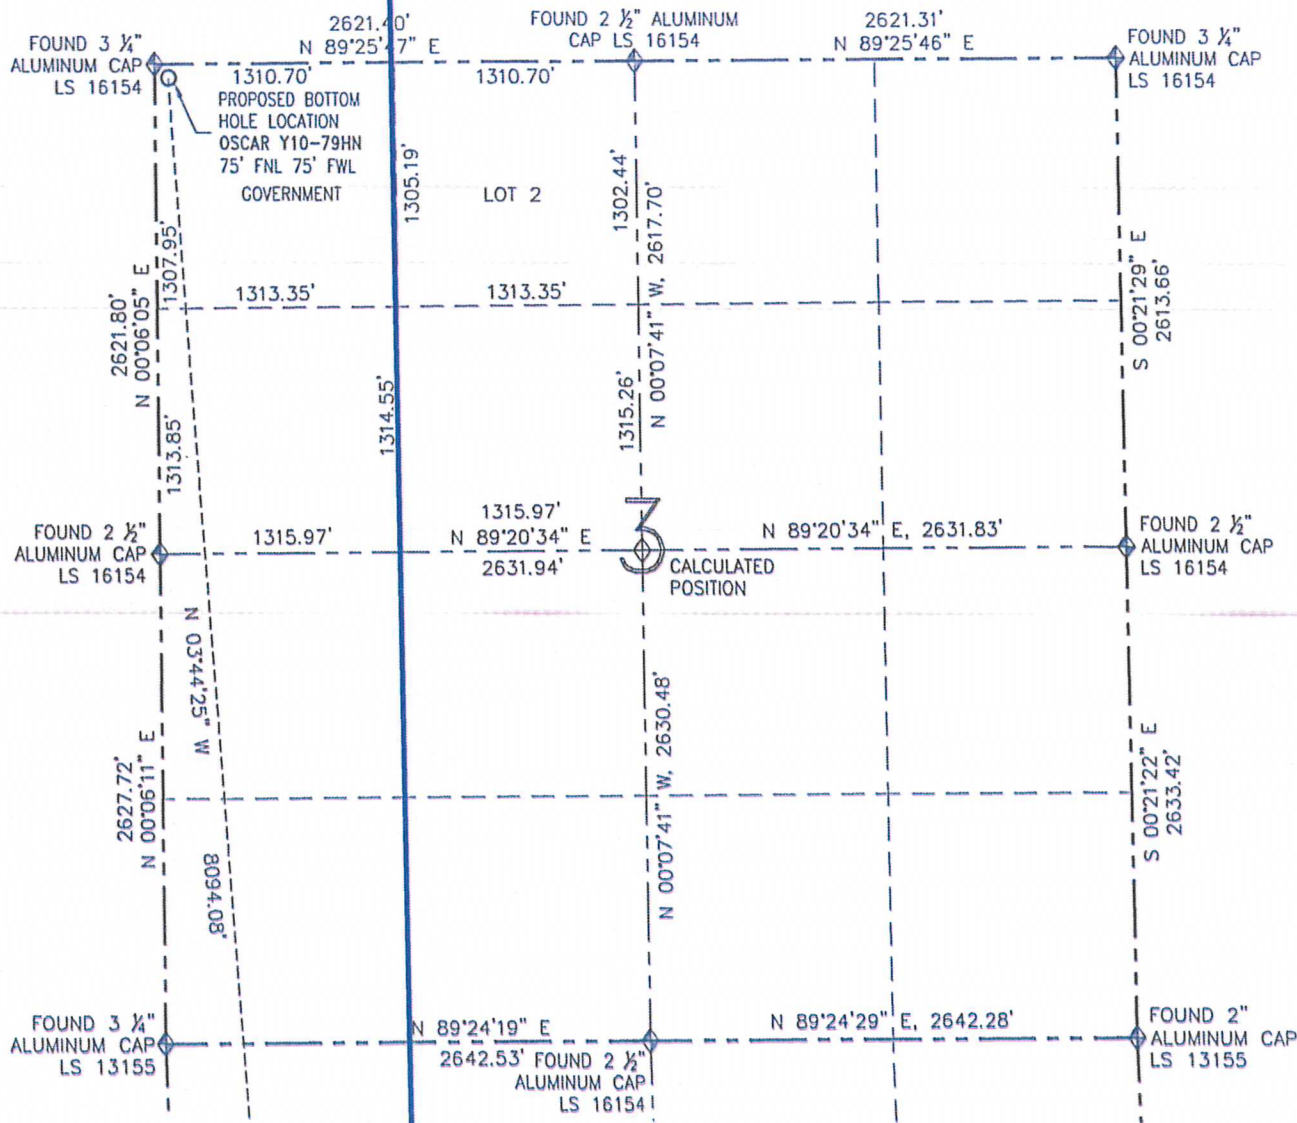 FOUND 3 ¼"
ALUMINUM CAP
LS 16154
2621.40'
N 89°25'47" E
1310.70'
1310.70'
FOUND 2 ½" ALUMINUM
CAP LS 16154
2621.31'
N 89°25'46" E
FOUND 3 ¼"
ALUMINUM CAP
LS 16154
PROPOSED BOTTOM
HOLE LOCATION
OSCAR Y10-79HN
75' FNL 75' FWL
GOVERNMENT
LOT 2
1305.19'
1302.44'
N 00°07'41" W, 2617.70'
1307.95'
2621.80'
N 00°06'05" E
1313.35'
1313.35'
S 00°21'29" E
2613.66'
1313.85'
1314.55'
1315.26'
FOUND 2 ½"
ALUMINUM CAP
LS 16154
1315.97'
1315.97'
N 89°20'34" E
2631.94'
3
CALCULATED
POSITION
N 89°20'34" E, 2631.83'
FOUND 2 ½"
ALUMINUM CAP
LS 16154
N 03°44'25" W
8094.08'
N 00°06'11" E
N 00°07'41" W, 2630.48'
S 00°21'22" E
2633.42'
FOUND 3 ¼"
ALUMINUM CAP
LS 13155
N 89°24'19" E
2642.53'
FOUND 2 ½"
ALUMINUM CAP
LS 16154
N 89°24'29" E, 2642.28'
FOUND 2"
ALUMINUM CAP
LS 13155